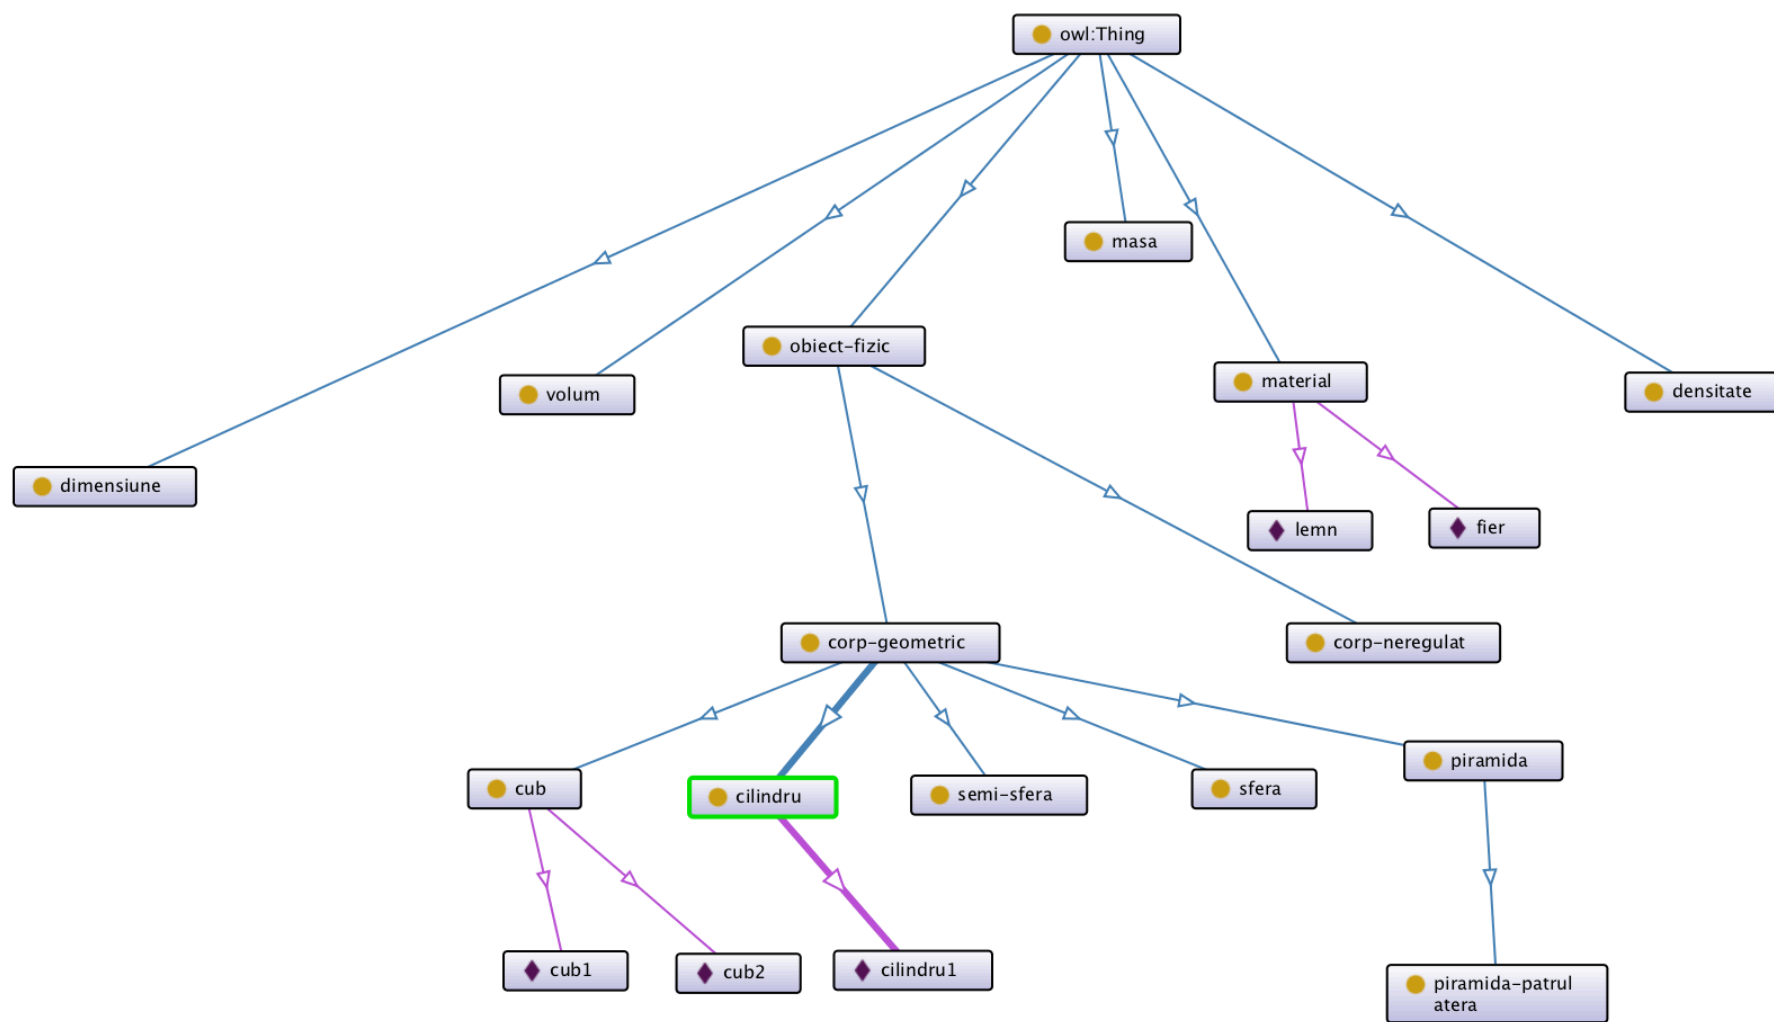 owl:Thing
masa
obiect-fizic
material
densitate
volum
dimensiune
lemn
fier
corp-geometric
corp-neregulat
piramida
cub
cilindru
semi-sfera
sfera
cub1
cub2
cilindru1
piramida-patrul
atera